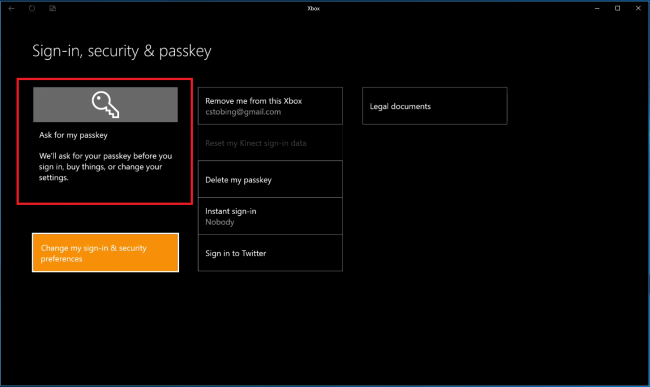 Xbox
Sign-in, security & passkey
Ask for my passkey
We'll ask for your passkey before you
sign in, buy things, or change your
settings.
Change my sign-in & security
preferences
Remove me from this Xbox
cstobing@gmail.com
Reset my Kinect sign-in data
Delete my passkey
Instant sign-in
Nobody
Sign in to Twitter
Legal documents